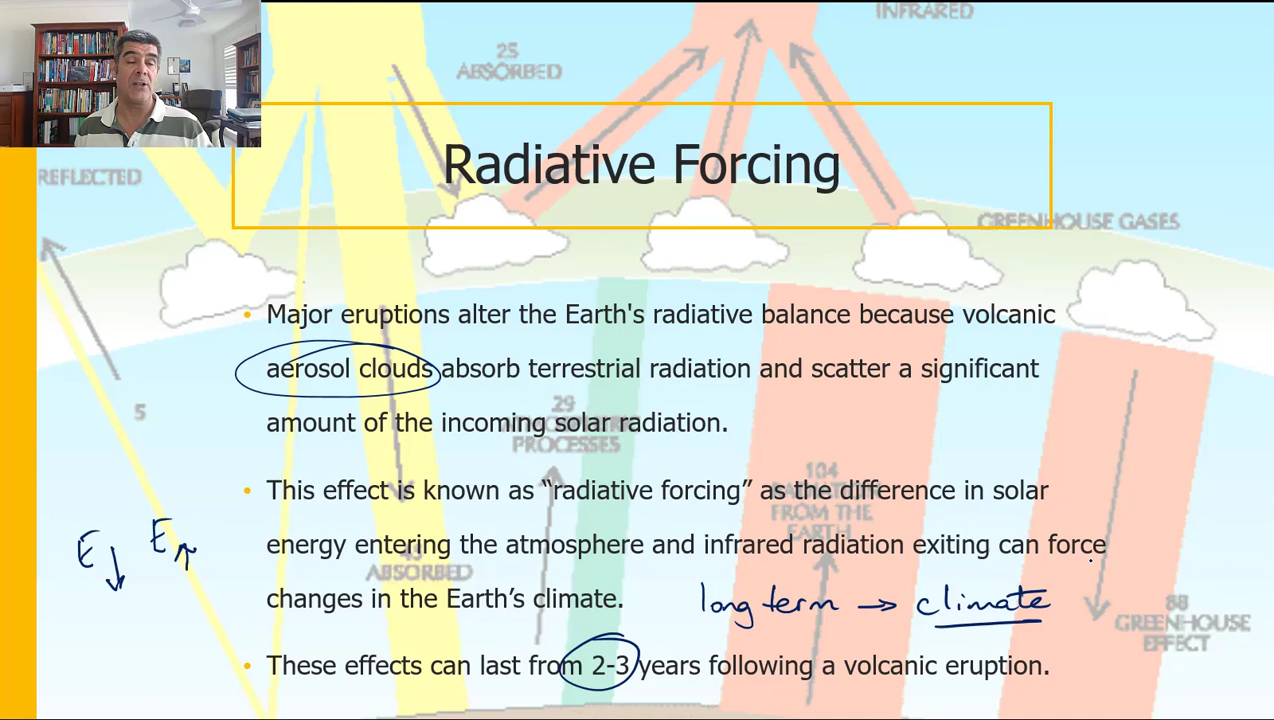 INFRARED
25
ABSORBED
Radiative Forcing
REFLECTED
GREENHOUSE GASES
• Major eruptions alter the Earth's radiative balance because volcanic
aerosol clouds absorb terrestrial radiation and scatter a significant
amount of the incoming solar radiation.
5
29
PROCESSES
• This effect is known as “radiative forcing” as the difference in solar
energy entering the atmosphere and infrared radiation exiting can force
changes in the Earth’s climate.
E↓ E↑
104
RADIATION
FROM THE
EARTH
ABSORBED
long term → climate
88
GREENHOUSE
EFFECT
• These effects can last from 2-3 years following a volcanic eruption.